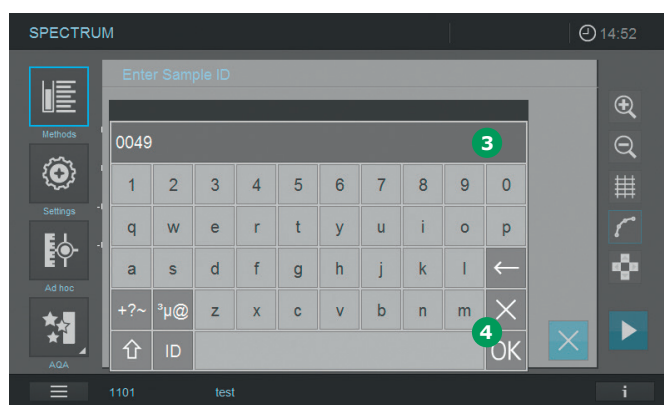 SPECTRUM 14:52
Enter Sample ID
Methods
0049 3
1 2 3 4 5 6 7 8 9 0
Settings
q w e r t y u i o p
a s d f g h j k l
Ad hoc
+?~ ³µ@ z x c v b n m
4
ID OK
AQA
1101 test i